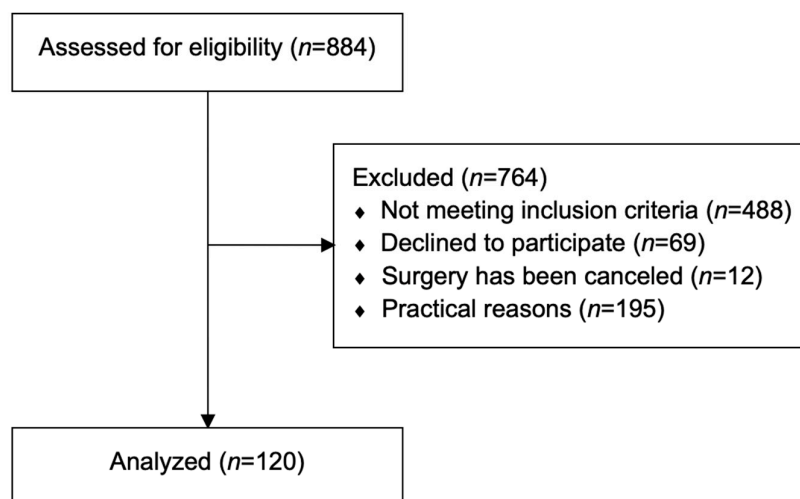 Assessed for eligibility (n=884)
Excluded (n=764)
♦ Not meeting inclusion criteria (n=488)
♦ Declined to participate (n=69)
♦ Surgery has been canceled (n=12)
♦ Practical reasons (n=195)
Analyzed (n=120)